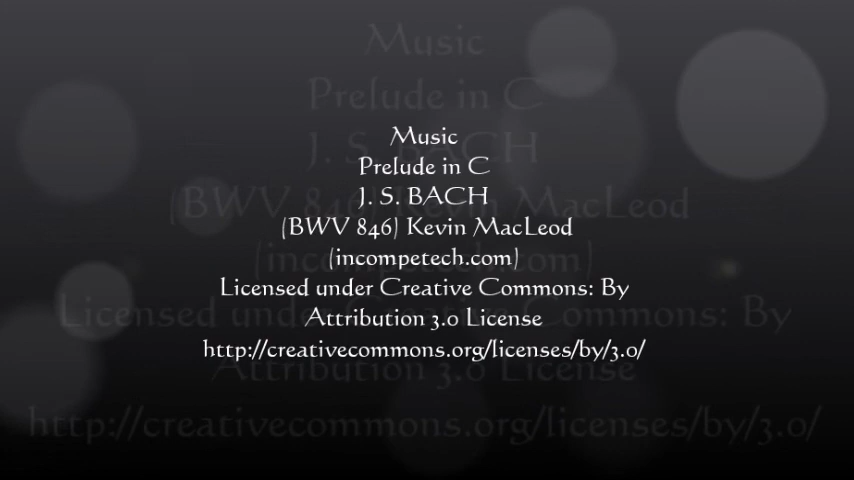 Music
Prelude in C
J. S. BACH
(BWV 846) Kevin MacLeod
(incompetech.com)
Licensed under Creative Commons: By
Attribution 3.0 License
http://creativecommons.org/licenses/by/3.0/